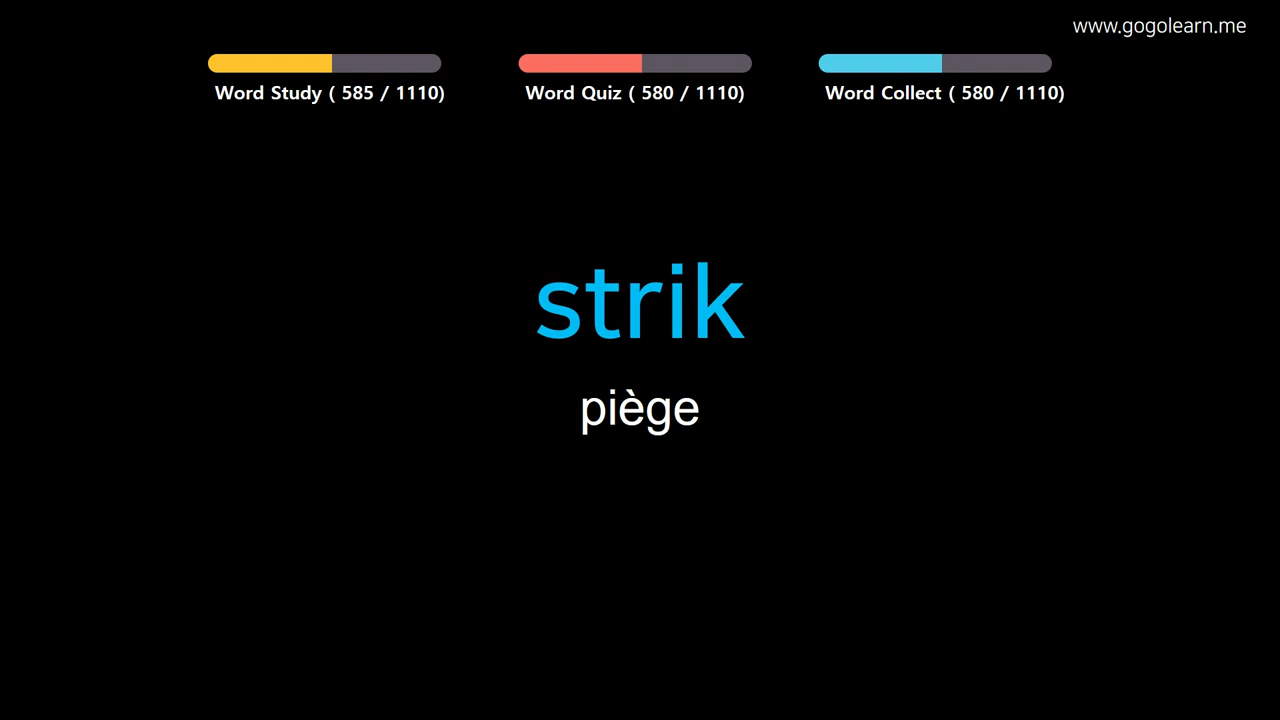 www.gogolearn.me
Word Study ( 585 / 1110)
Word Quiz ( 580 / 1110)
Word Collect ( 580 / 1110)
strik
piège